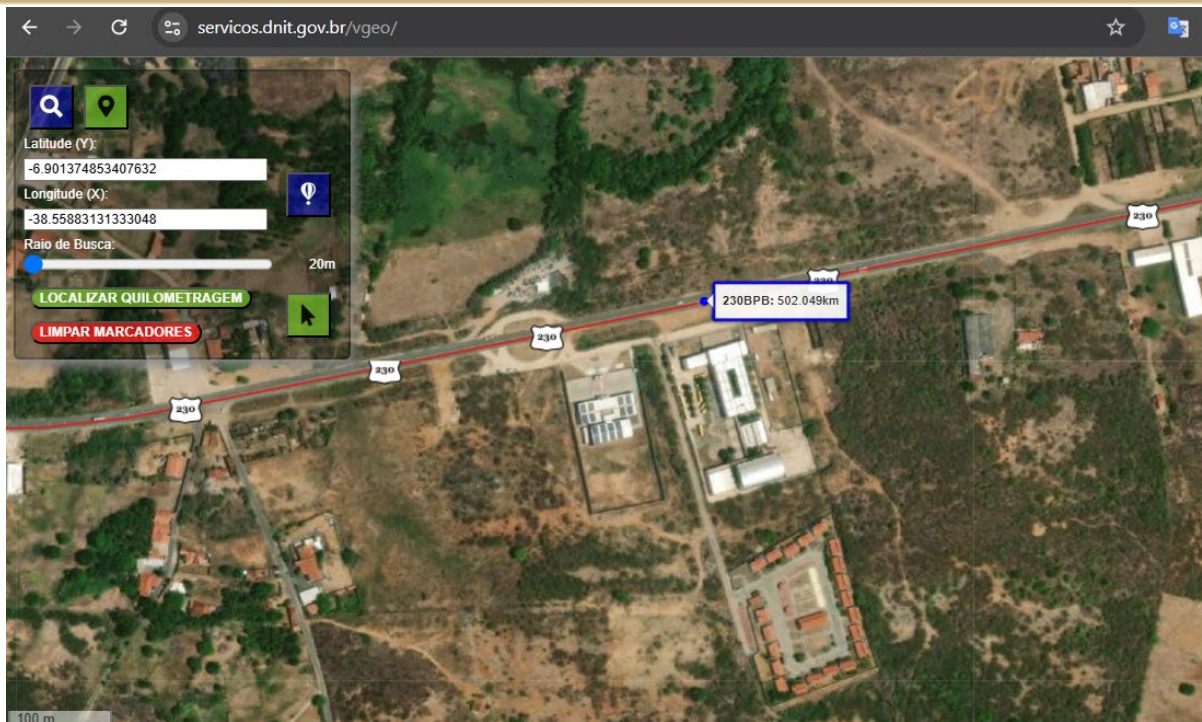 servicos.dnit.gov.br/vgeo/
Latitude (Y):
-6.901374853407632
Longitude (X):
-38.55883131333048
Raio de Busca:
20m
LOCALIZAR QUILOMETRAGEM
LIMPAR MARCADORES
230
230
230BPB: 502.049km
230
230
230
100 m